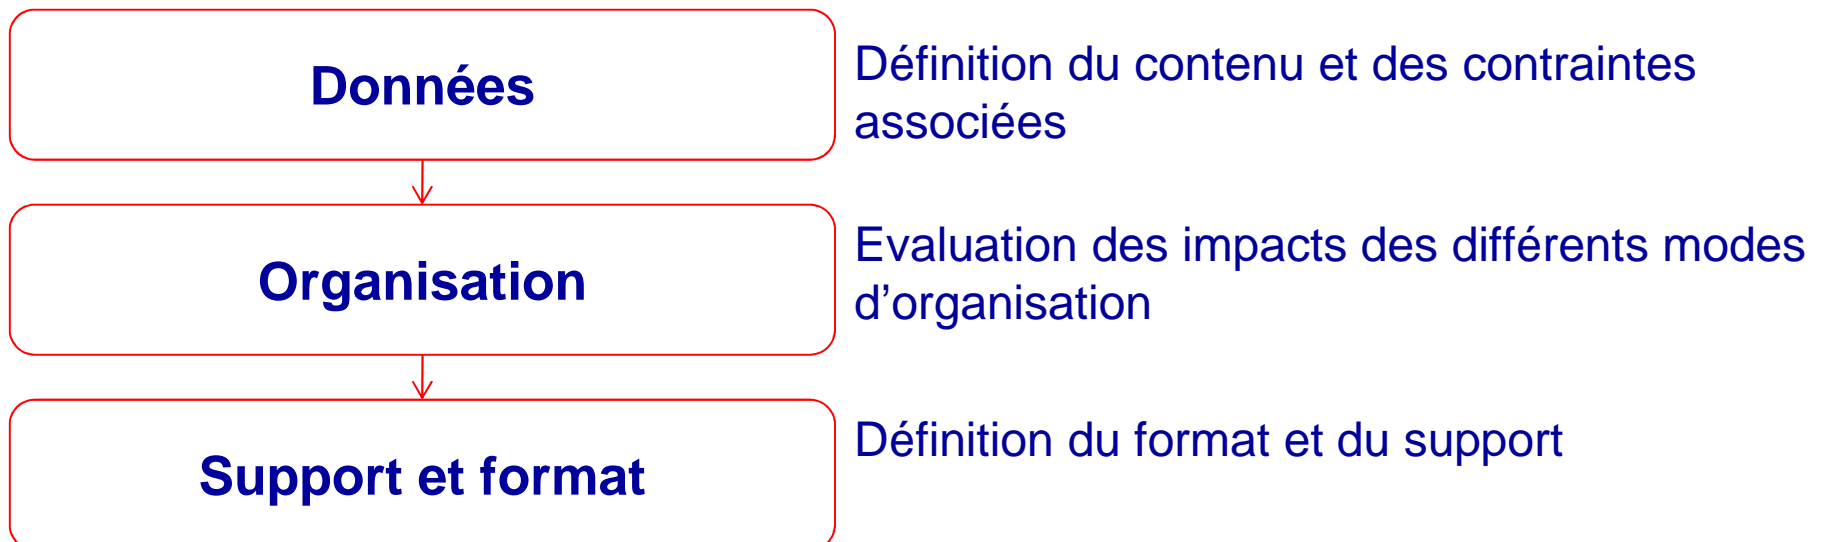 Données
Définition du contenu et des contraintes
associées
Organisation
Evaluation des impacts des différents modes
d’organisation
Support et format
Définition du format et du support